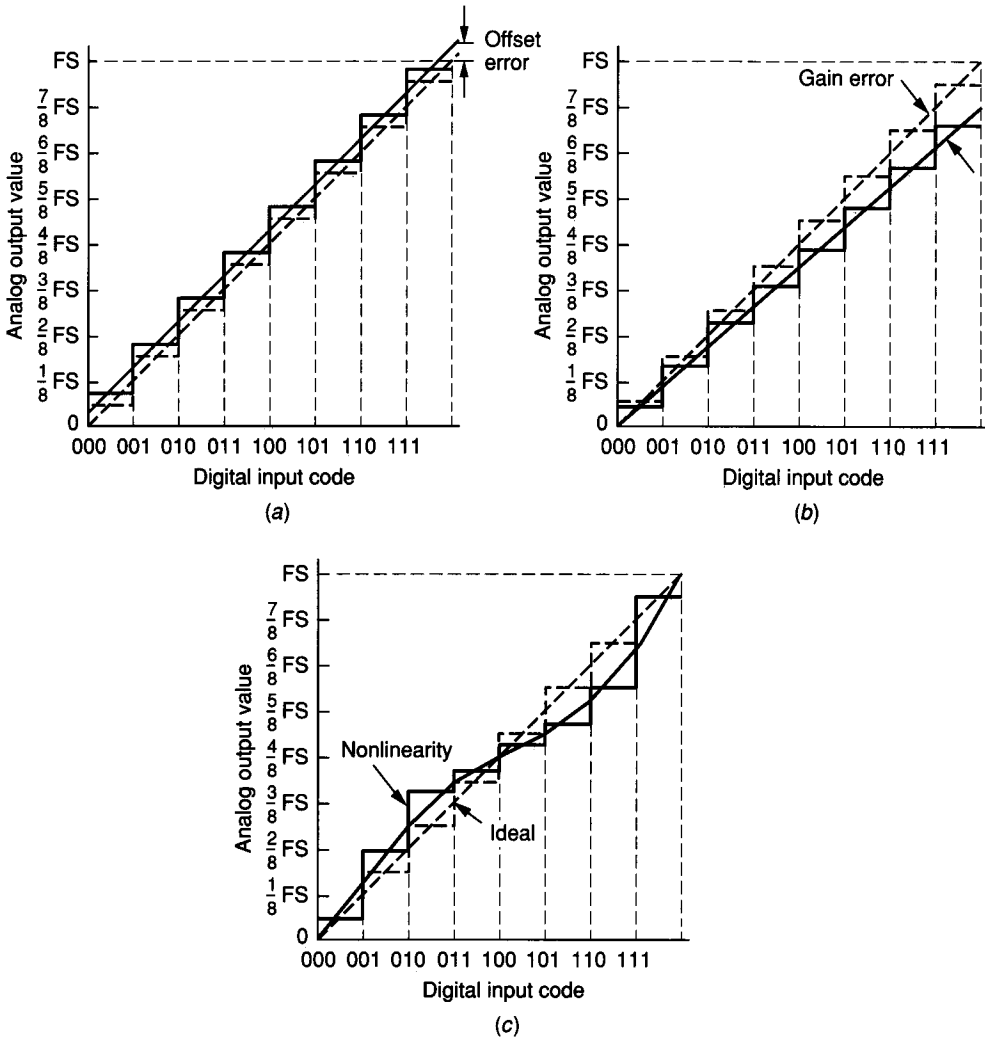 Offset
error
FS
7/8 FS
6/8 FS
5/8 FS
4/8 FS
3/8 FS
2/8 FS
1/8 FS
0
Analog output value
000 001 010 011 100 101 110 111
Digital input code
(a)
Gain error
FS
7/8 FS
6/8 FS
5/8 FS
4/8 FS
3/8 FS
2/8 FS
1/8 FS
0
Analog output value
000 001 010 011 100 101 110 111
Digital input code
(b)
FS
7/8 FS
6/8 FS
5/8 FS
4/8 FS
3/8 FS
2/8 FS
1/8 FS
0
Analog output value
Nonlinearity
Ideal
000 001 010 011 100 101 110 111
Digital input code
(c)